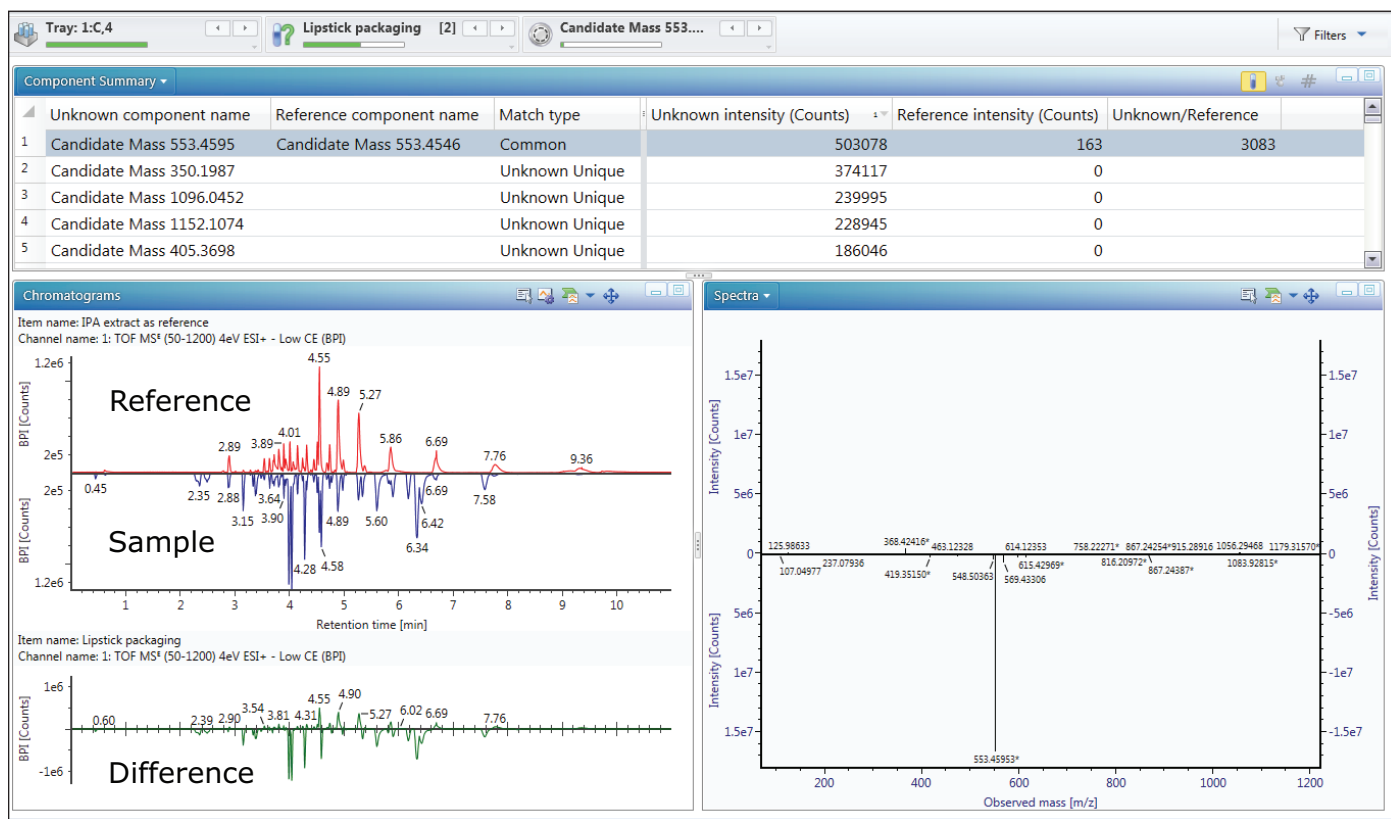 Tray: 1:C,4
Lipstick packaging [2]
Candidate Mass 553....
Filters
Component Summary
Unknown component name Reference component name Match type Unknown intensity (Counts) 1 Reference intensity (Counts) Unknown/Reference
1 Candidate Mass 553.4595 Candidate Mass 553.4546 Common 503078 163 3083
2 Candidate Mass 350.1987 Unknown Unique 374117 0
3 Candidate Mass 1096.0452 Unknown Unique 239995 0
4 Candidate Mass 1152.1074 Unknown Unique 228945 0
5 Candidate Mass 405.3698 Unknown Unique 186046 0
Chromatograms
Item name: IPA extract as reference
Channel name: 1: TOF MSᴱ (50-1200) 4eV ESI+ - Low CE (BPI)
1.2e6
2e5
BPI [Counts]
Reference
2.89 3.89 4.01 4.55 4.89 5.27 5.86 6.69 7.76 9.36
2e5
1.2e6
BPI [Counts]
Sample
0.45 2.35 2.88 3.15 3.64 3.90 4.28 4.58 4.89 5.60 6.34 6.42 6.69 7.58
1 2 3 4 5 6 7 8 9 10
Retention time [min]
Item name: Lipstick packaging
Channel name: 1: TOF MSᴱ (50-1200) 4eV ESI+ - Low CE (BPI)
1e6
0
-1e6
BPI [Counts]
0.60 2.39 2.90 3.54 3.81 4.31 4.55 4.90 5.27 6.02 6.69 7.76
Difference
Spectra
1.5e7 1.5e7
1e7 1e7
5e6 5e6
0 0
5e6 -5e6
1e7 -1e7
1.5e7 -1.5e7
Intensity [Counts]
Intensity [Counts]
Intensity [Counts]
125.98633 368.42416* 463.12328 614.12353 758.22271* 867.24254* 915.28916 1056.29468 1179.31570*
107.04977 237.07936 419.35150* 548.50363 569.43306 615.42969* 816.20972* 867.24387* 1083.92815*
553.45953*
200 400 600 800 1000 1200
Observed mass [m/z]